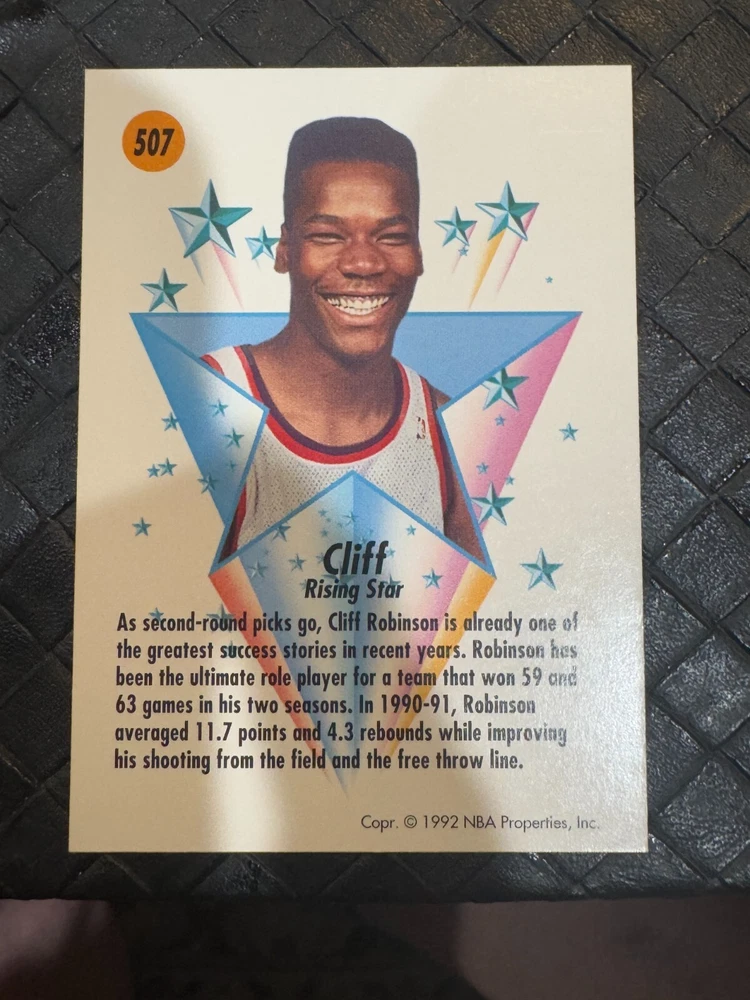 507
Cliff
Rising Star
As second-round picks go, Cliff Robinson is already one of
the greatest success stories in recent years. Robinson has
been the ultimate role player for a team that won 59 and
63 games in his two seasons. In 1990-91, Robinson
averaged 11.7 points and 4.3 rebounds while improving
his shooting from the field and the free throw line.
Copr. © 1992 NBA Properties, Inc.